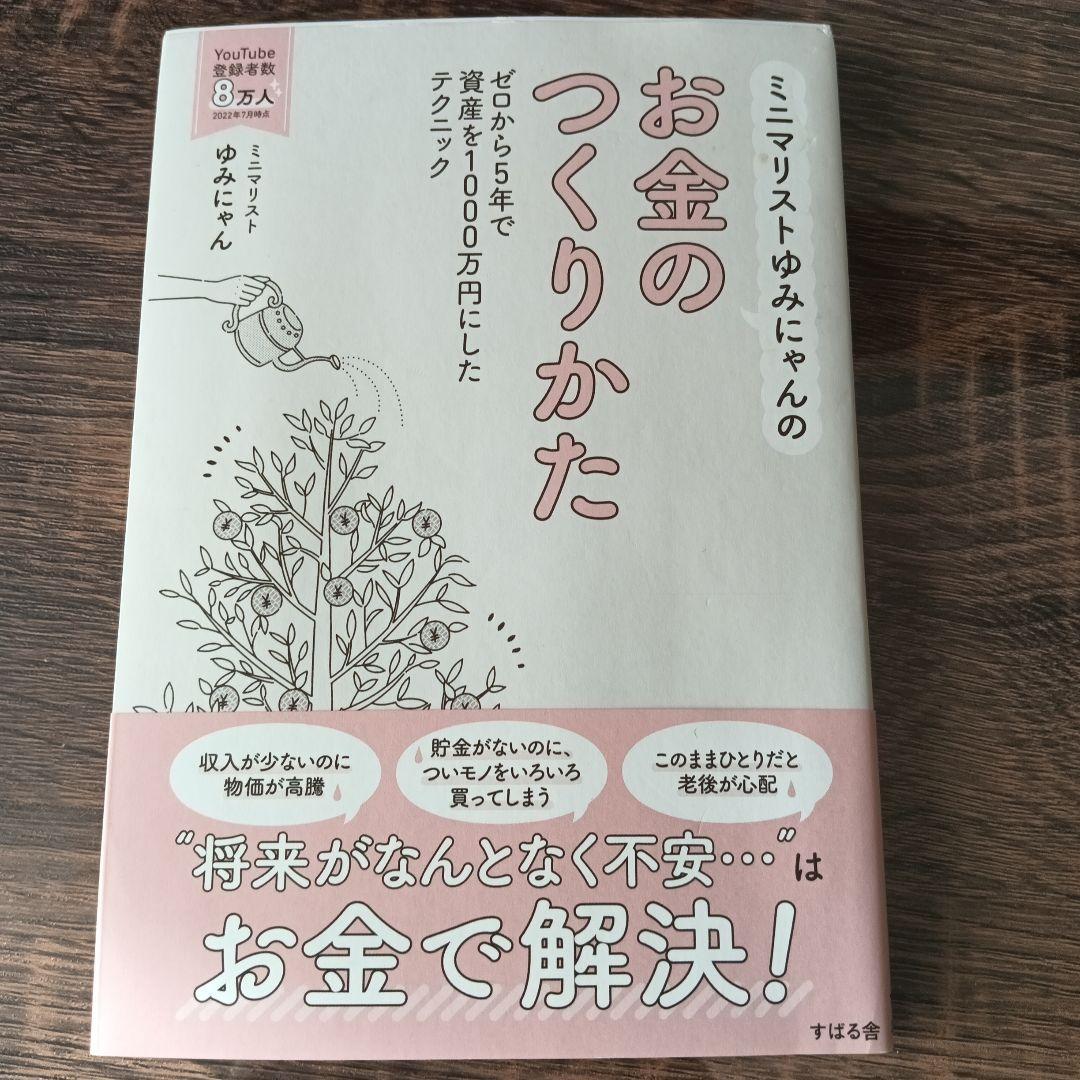 ミニマリストゆみにゃんの
お金の
つくりかた
ゼロから5年で
資産を1000万円にした
テクニック
YouTube
登録者数
8万人
2022年7月時点
ミニマリスト
ゆみにゃん
¥
¥
¥
¥
¥
¥
¥
¥
¥
収入が少ないのに
物価が高騰
貯金がないのに、
ついモノをいろいろ
買ってしまう
このままひとりだと
老後が心配
“将来がなんとなく不安…”は
お金で解決!
すばる舎